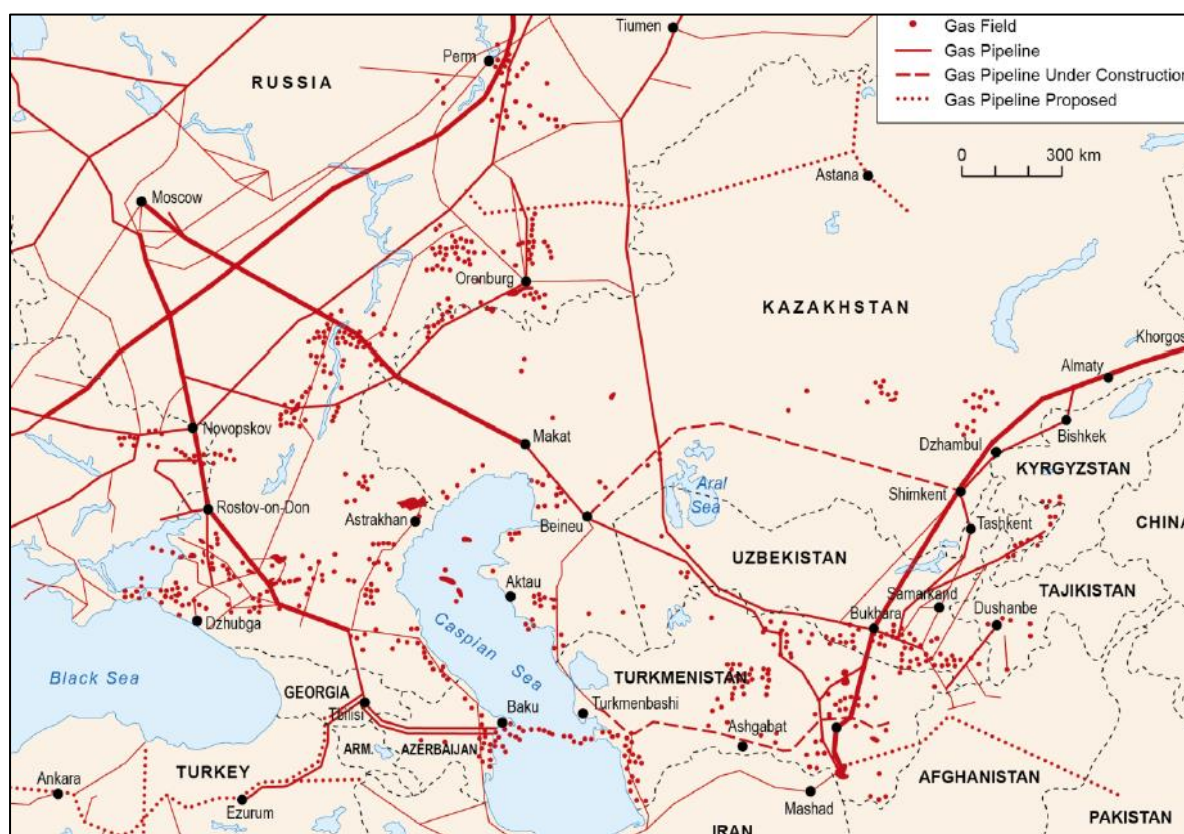 Tiumen
Gas Field
Gas Pipeline
Gas Pipeline Under Construction
Gas Pipeline Proposed
0 300 km
Perm
RUSSIA
Astana
Moscow
Orenburg
KAZAKHSTAN
Khorgos
Almaty
Novopskov
Makat
Bishkek
Dzhambul
KYRGYZSTAN
Aral
Sea
Shimkent
Rostov-on-Don
Astrakhan
Beineu
Tashkent
CHINA
UZBEKISTAN
Aktau
TAJIKISTAN
Samarkand
Dushanbe
Dzhubga
Bukhara
Caspian Sea
Black Sea
TURKMENISTAN
GEORGIA
Tbilisi
Baku
Turkmenbashi
Ashgabat
ARM.
AZERBAIJAN
TURKEY
Ankara
AFGHANISTAN
Mashad
Ezurum
PAKISTAN
IRAN